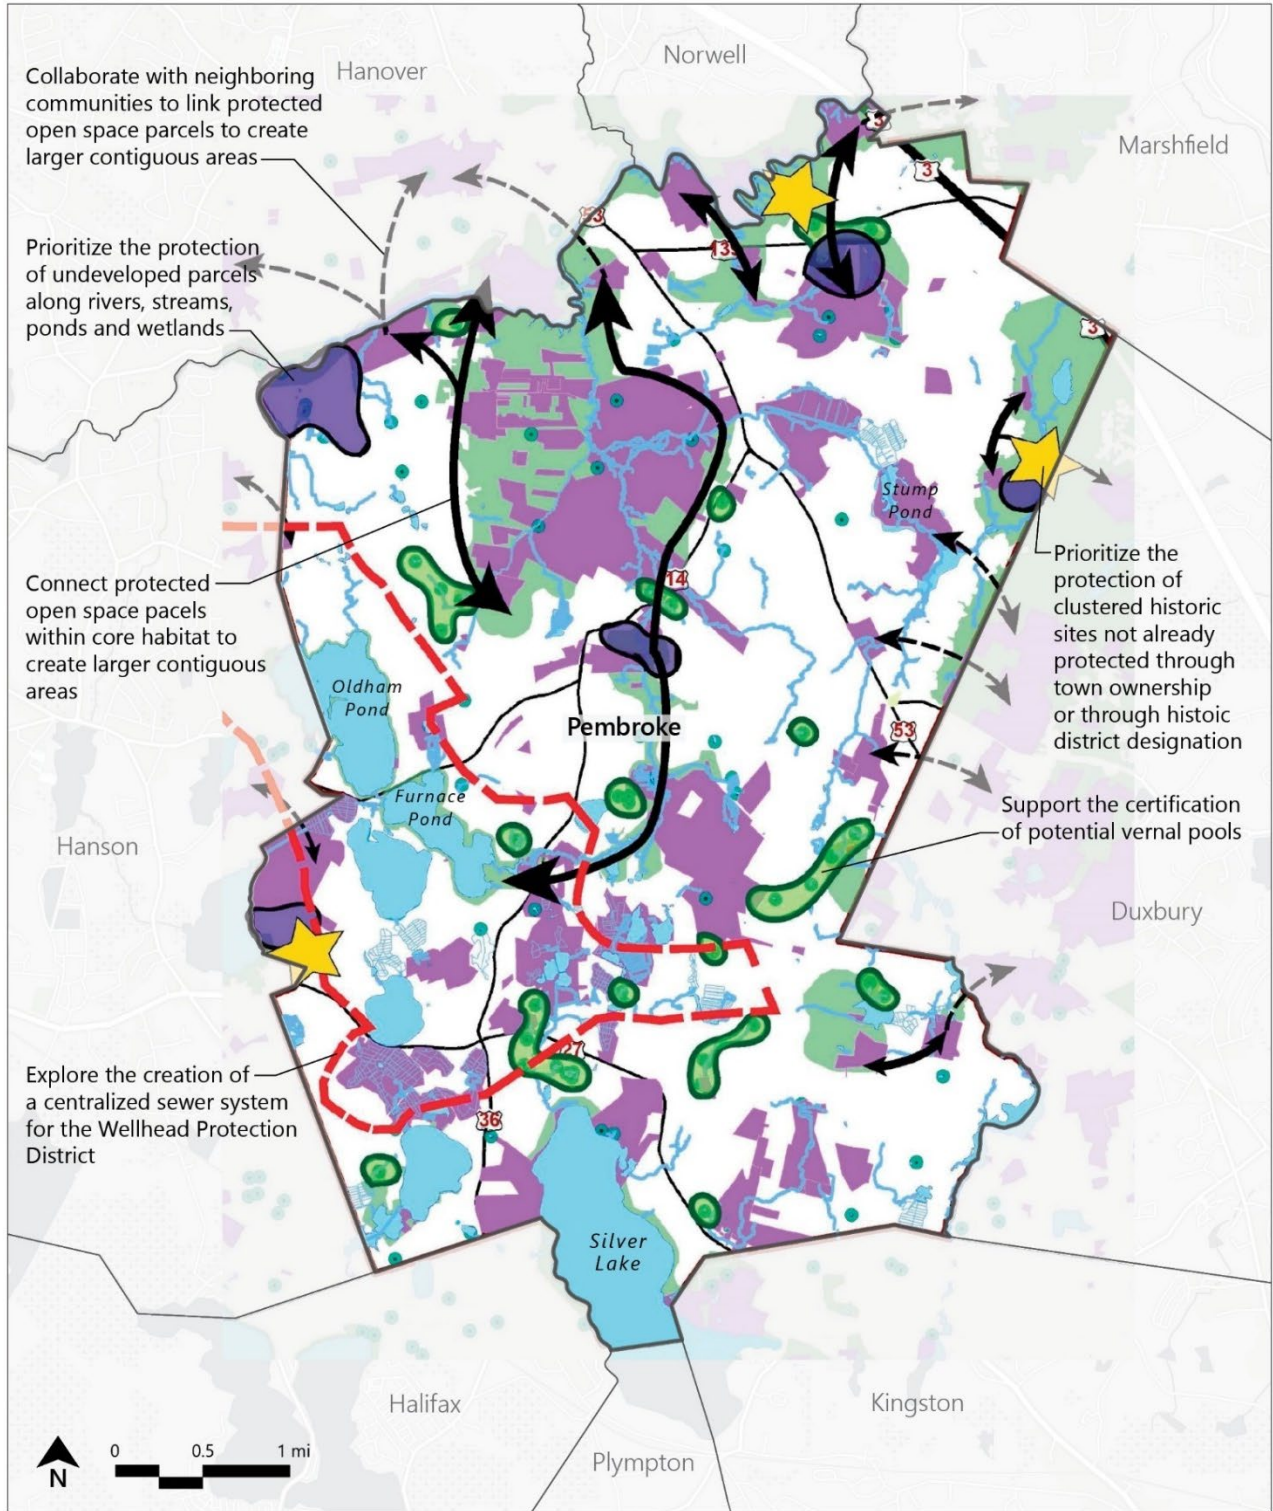 Norwell
Hanover
Collaborate with neighboring
communities to link protected
open space parcels to create
larger contiguous areas
3
Marshfield
3
53
Prioritize the protection
of undeveloped parcels
along rivers, streams,
ponds and wetlands
3
Stump
Pond
Prioritize the
protection of
clustered historic
sites not already
protected through
town ownership
or through histoic
district designation
14
Connect protected
open space pacels
within core habitat to
create larger contiguous
areas
Oldham
Pond
Pembroke
53
Furnace
Pond
Support the certification
of potential vernal pools
Hanson
Duxbury
Explore the creation of
a centralized sewer system
for the Wellhead Protection
District
27
36
Silver
Lake
Halifax
Kingston
Plympton
N
0 0.5 1 mi